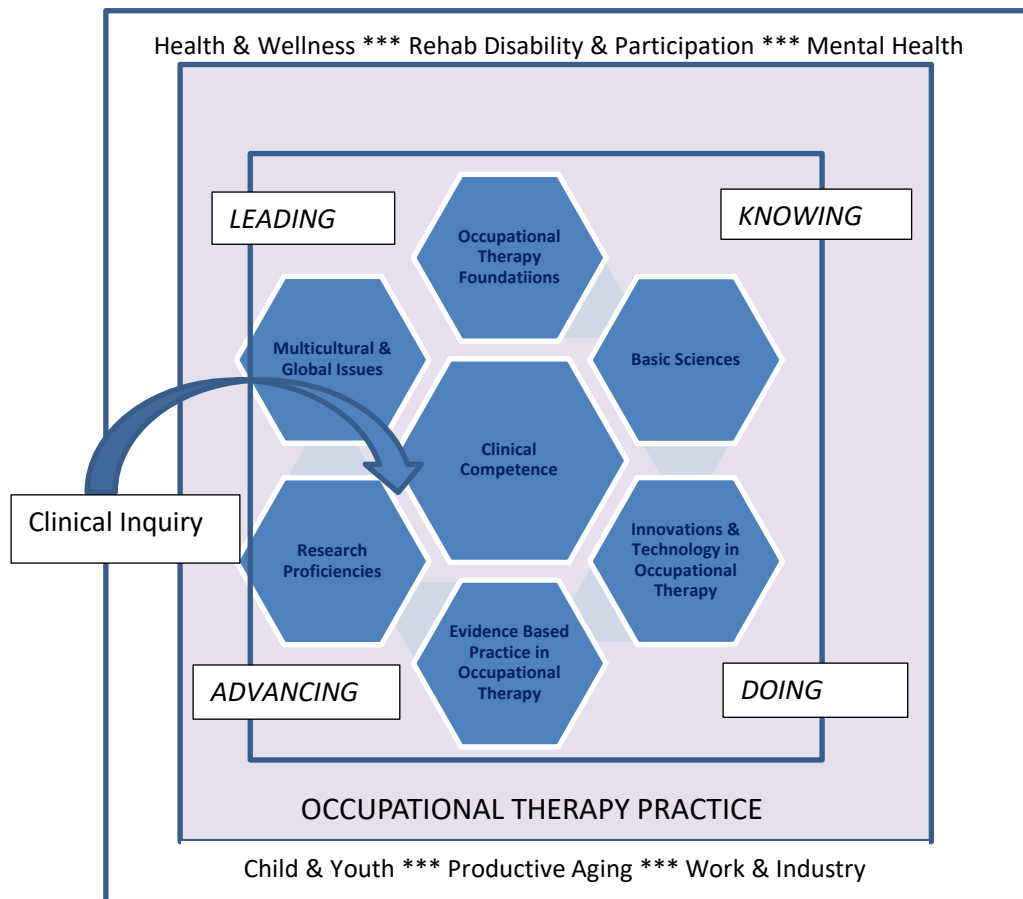 Health & Wellness *** Rehab Disability & Participation *** Mental Health
LEADING
KNOWING
Occupational
Therapy
Foundatiions
Multicultural &
Global Issues
Basic Sciences
Clinical
Competence
Clinical Inquiry
Research
Proficiencies
Innovations &
Technology in
Occupational
Therapy
Evidence Based
Practice in
Occupational
Therapy
ADVANCING
DOING
OCCUPATIONAL THERAPY PRACTICE
Child & Youth *** Productive Aging *** Work & Industry